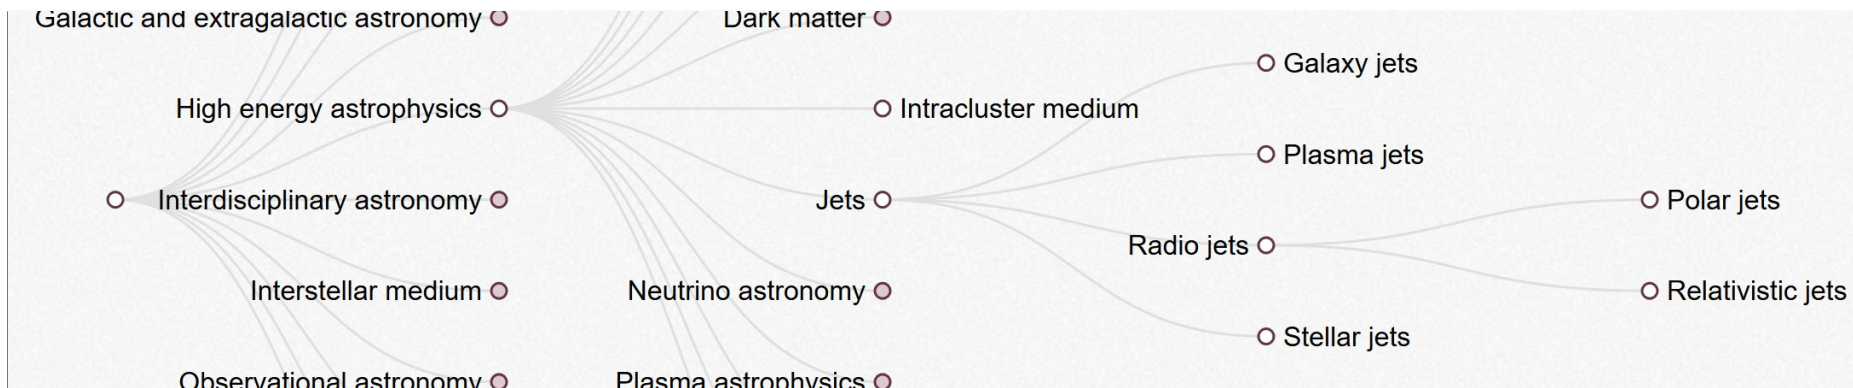 Galactic and extragalactic astronomy
Dark matter
Galaxy jets
High energy astrophysics
Intracluster medium
Plasma jets
Interdisciplinary astronomy
Jets
Polar jets
Radio jets
Interstellar medium
Neutrino astronomy
Relativistic jets
Stellar jets
Observational astronomy
Plasma astrophysics